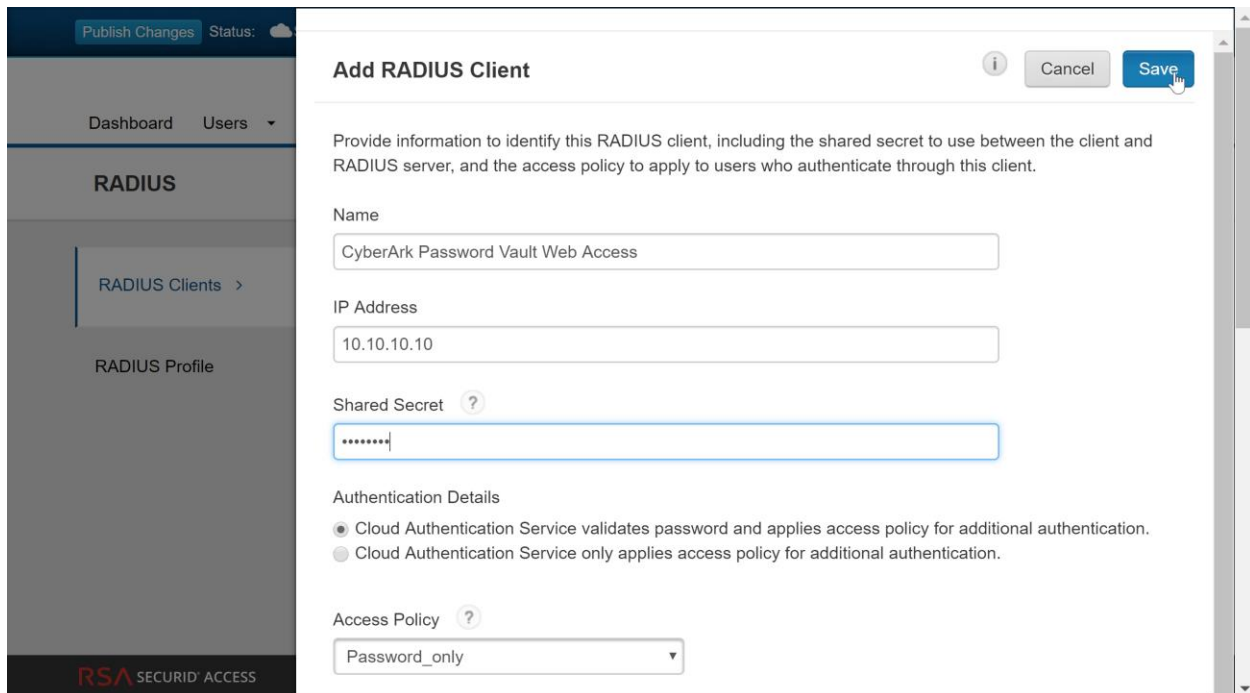 Publish Changes Status:
Add RADIUS Client
i
Cancel
Save
Dashboard Users
Provide information to identify this RADIUS client, including the shared secret to use between the client and
RADIUS server, and the access policy to apply to users who authenticate through this client.
RADIUS
Name
CyberArk Password Vault Web Access
RADIUS Clients >
IP Address
10.10.10.10
RADIUS Profile
Shared Secret ?
••••••••
Authentication Details
Cloud Authentication Service validates password and applies access policy for additional authentication.
Cloud Authentication Service only applies access policy for additional authentication.
Access Policy ?
Password_only
RSA SECURID® ACCESS